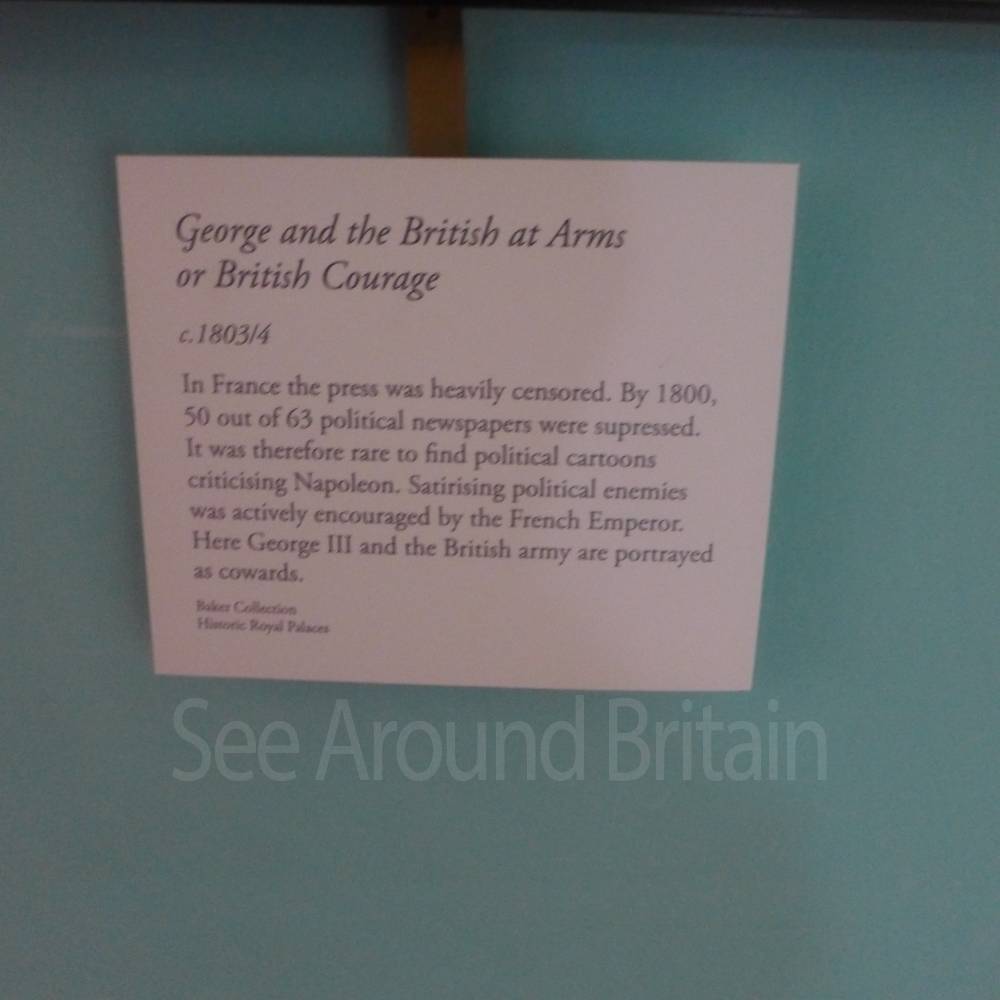 George and the British at Arms
or British Courage
c.1803/4
In France the press was heavily censored. By 1800,
50 out of 63 political newspapers were supressed.
It was therefore rare to find political cartoons
criticising Napoleon. Satirising political enemies
was actively encouraged by the French Emperor.
Here George III and the British army are portrayed
as cowards.
Baker Collection
Historic Royal Palaces
See Around Britain